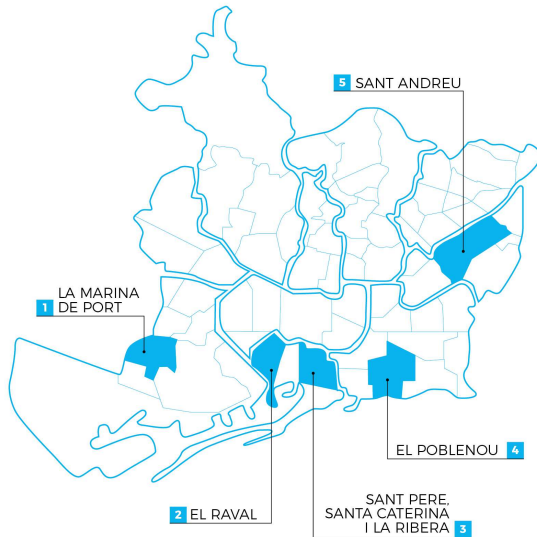 5 SANT ANDREU
1 LA MARINA
DE PORT
EL POBLENOU 4
2 EL RAVAL
SANT PERE,
SANTA CATERINA
I LA RIBERA 3